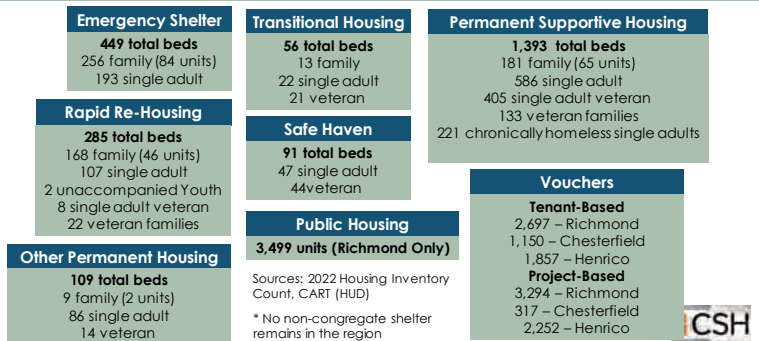 Emergency Shelter
449 total beds
256 family (84 units)
193 single adult
Transitional Housing
56 total beds
13 family
22 single adult
21 veteran
Permanent Supportive Housing
1,393 total beds
181 family (65 units)
586 single adult
405 single adult veteran
133 veteran families
221 chronically homeless single adults
Rapid Re-Housing
285 total beds
168 family (46 units)
107 single adult
2 unaccompanied Youth
8 single adult veteran
22 veteran families
Safe Haven
91 total beds
47 single adult
44veteran
Vouchers
Tenant-Based
2,697 – Richmond
1,150 – Chesterfield
1,857 – Henrico
Project-Based
3,294 – Richmond
317 – Chesterfield
2,252 – Henrico
Public Housing
3,499 units (Richmond Only)
Other Permanent Housing
109 total beds
9 family (2 units)
86 single adult
14 veteran
Sources: 2022 Housing Inventory
Count, CART (HUD)
* No non-congregate shelter
remains in the region
CSH